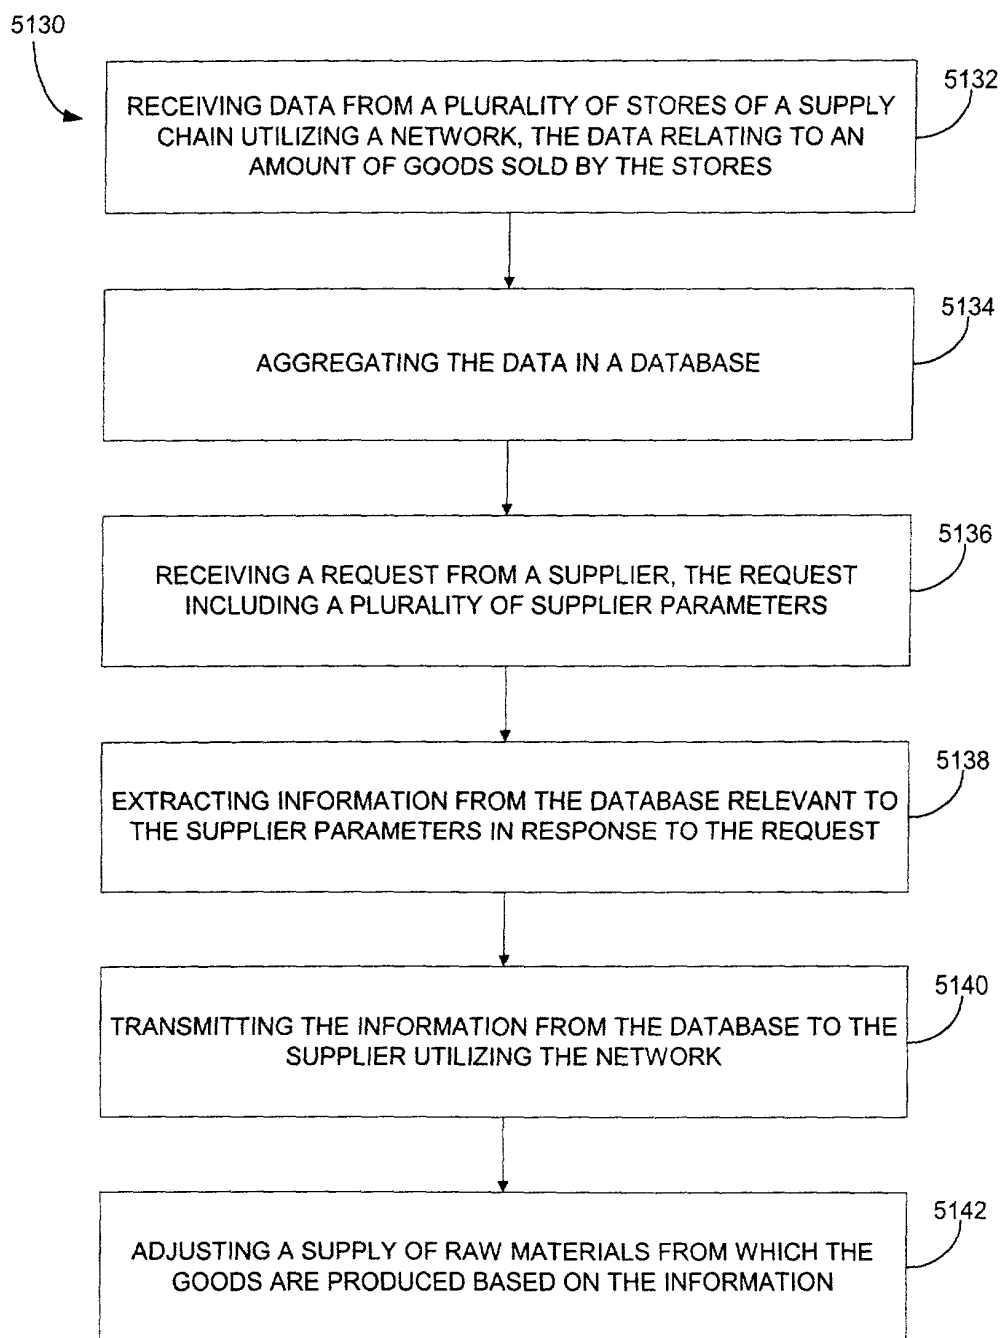 5130
5132
RECEIVING DATA FROM A PLURALITY OF STORES OF A SUPPLY
CHAIN UTILIZING A NETWORK, THE DATA RELATING TO AN
AMOUNT OF GOODS SOLD BY THE STORES
5134
AGGREGATING THE DATA IN A DATABASE
5136
RECEIVING A REQUEST FROM A SUPPLIER, THE REQUEST
INCLUDING A PLURALITY OF SUPPLIER PARAMETERS
5138
EXTRACTING INFORMATION FROM THE DATABASE RELEVANT TO
THE SUPPLIER PARAMETERS IN RESPONSE TO THE REQUEST
5140
TRANSMITTING THE INFORMATION FROM THE DATABASE TO THE
SUPPLIER UTILIZING THE NETWORK
5142
ADJUSTING A SUPPLY OF RAW MATERIALS FROM WHICH THE
GOODS ARE PRODUCED BASED ON THE INFORMATION